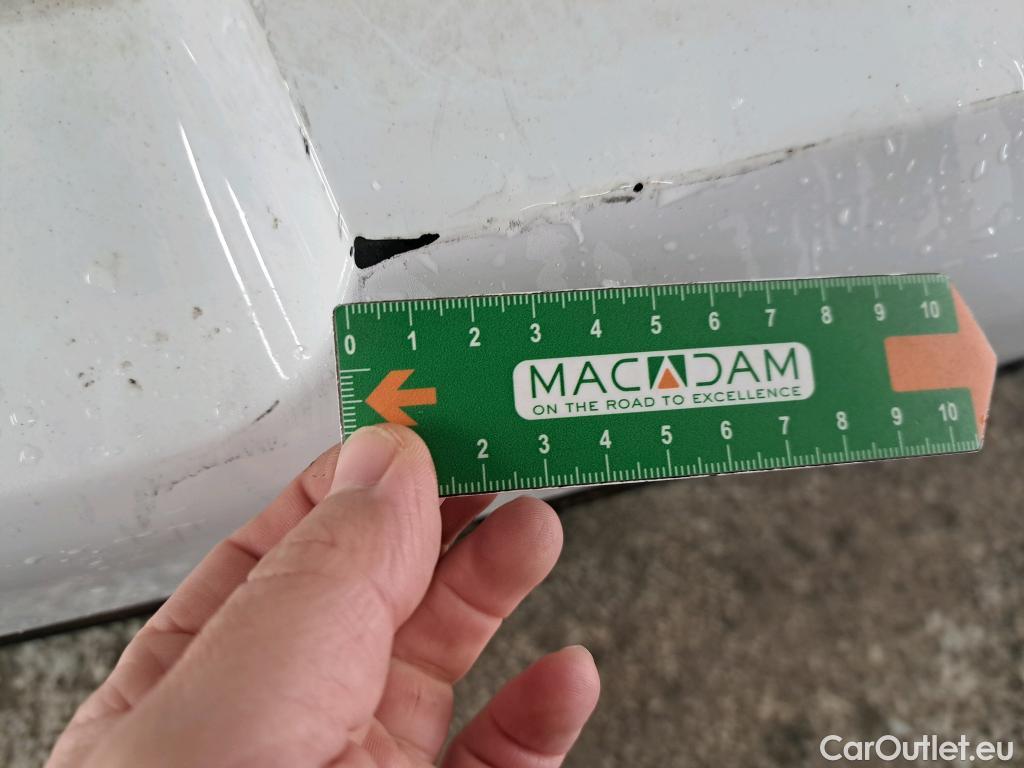 0 1 2 3 4 5 6 7 8 9 10
MACADAM
ON THE ROAD TO EXCELLENCE
2 3 4 5 6 7 8 9 10
CarOutlet.eu